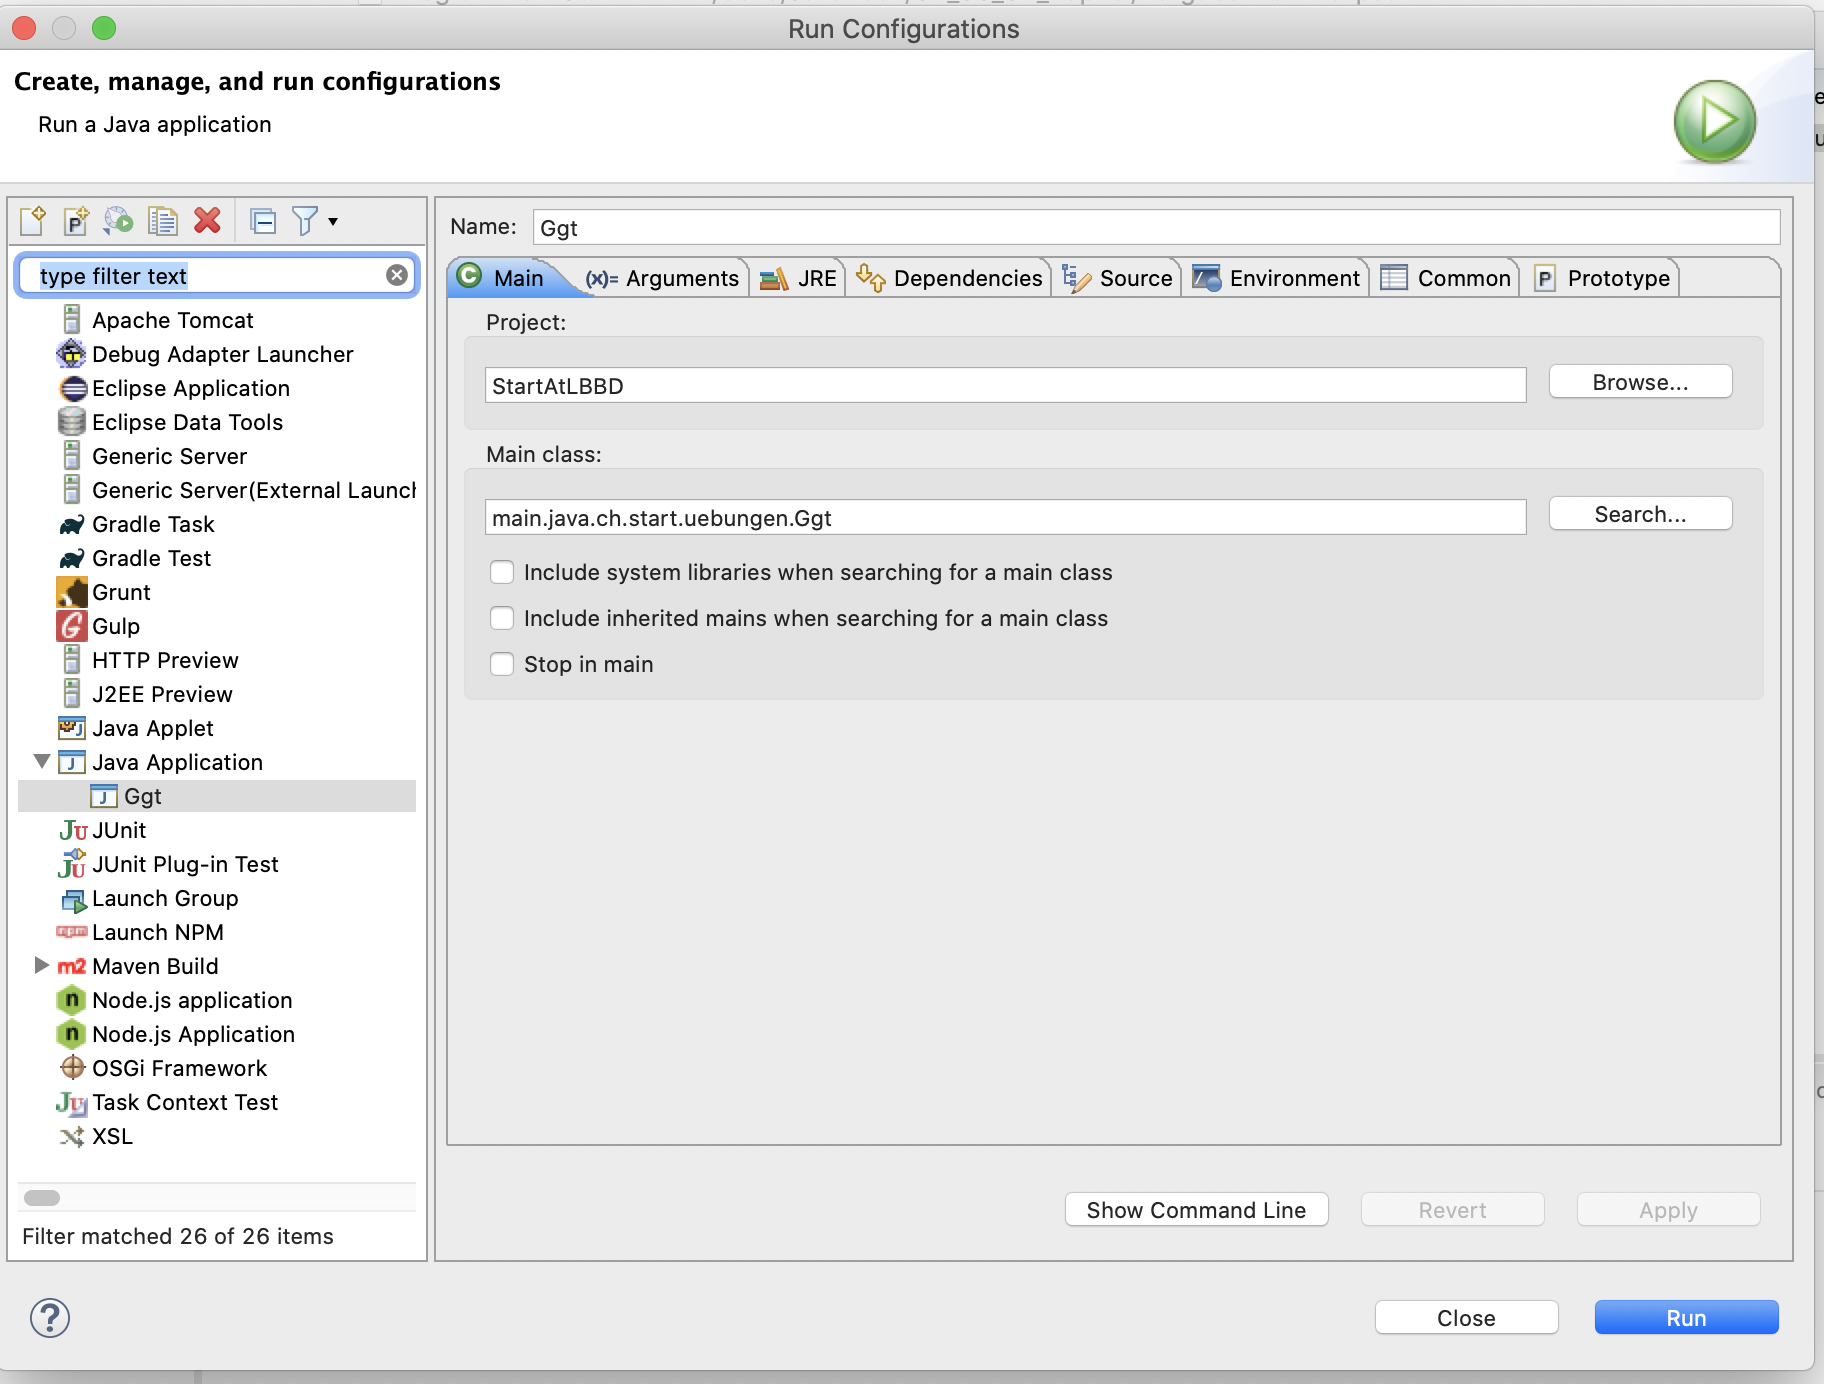 Run Configurations
Create, manage, and run configurations
Run a Java application
type filter text
Apache Tomcat
Debug Adapter Launcher
Eclipse Application
Eclipse Data Tools
Generic Server
Generic Server(External Launch
Gradle Task
Gradle Test
Grunt
Gulp
HTTP Preview
J2EE Preview
Java Applet
Java Application
Ggt
JUnit
JUnit Plug-in Test
Launch Group
Launch NPM
Maven Build
Node.js application
Node.js Application
OSGi Framework
Task Context Test
XSL
Filter matched 26 of 26 items
Name: Ggt
Main (x)= Arguments JRE Dependencies Source Environment Common Prototype
Project:
StartAtLBBD Browse...
Main class:
main.java.ch.start.uebungen.Ggt Search...
Include system libraries when searching for a main class
Include inherited mains when searching for a main class
Stop in main
Show Command Line Revert Apply
Close Run